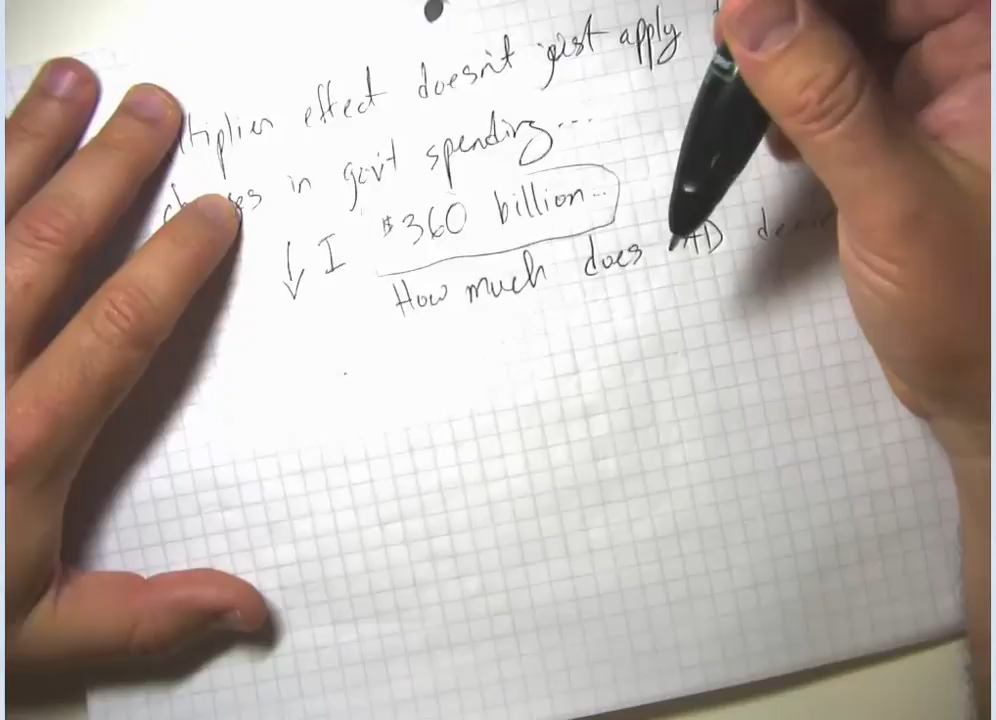 effect doesn't just apply
in gov't spending...
↓ I $360 billion...
How much does AD